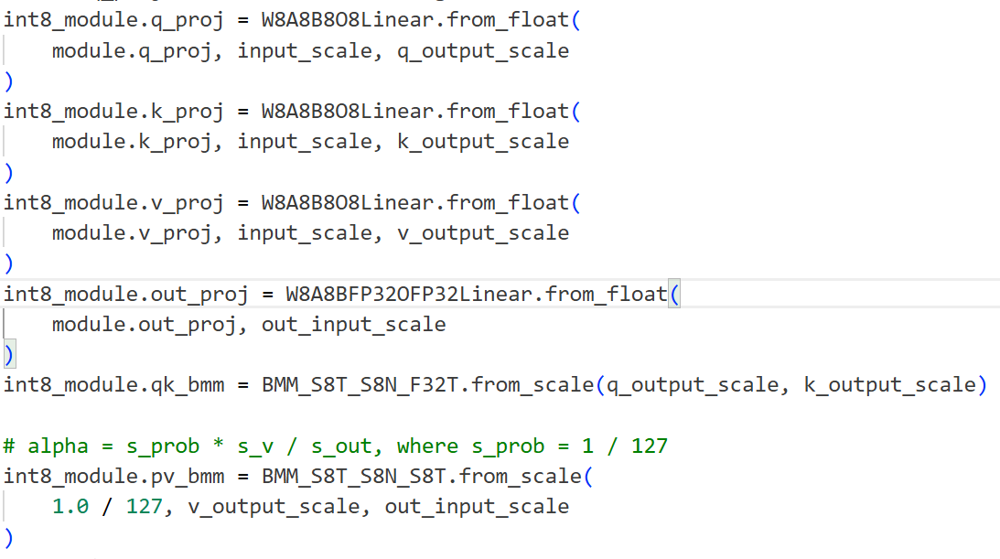 int8_module.q_proj = W8A8B8O8Linear.from_float(
    module.q_proj, input_scale, q_output_scale
)
int8_module.k_proj = W8A8B8O8Linear.from_float(
    module.k_proj, input_scale, k_output_scale
)
int8_module.v_proj = W8A8B8O8Linear.from_float(
    module.v_proj, input_scale, v_output_scale
)
int8_module.out_proj = W8A8BFP32OFP32Linear.from_float(
    module.out_proj, out_input_scale
)
int8_module.qk_bmm = BMM_S8T_S8N_F32T.from_scale(q_output_scale, k_output_scale)
# alpha = s_prob * s_v / s_out, where s_prob = 1 / 127
int8_module.pv_bmm = BMM_S8T_S8N_S8T.from_scale(
    1.0 / 127, v_output_scale, out_input_scale
)